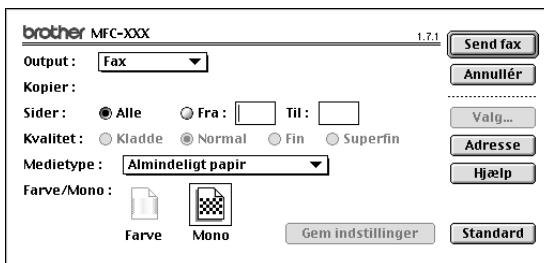 brother MFC-XXX 1.7.1 Send fax
Output : Fax
Annullér
Kopier :
Sider : Alle Fra : Til :
Valg...
Kvalitet : Kladde Normal Fin Superfin
Adresse
Medietype : Almindeligt papir
Hjælp
Farve/Mono :
Farve Mono
Gem indstillinger
Standard